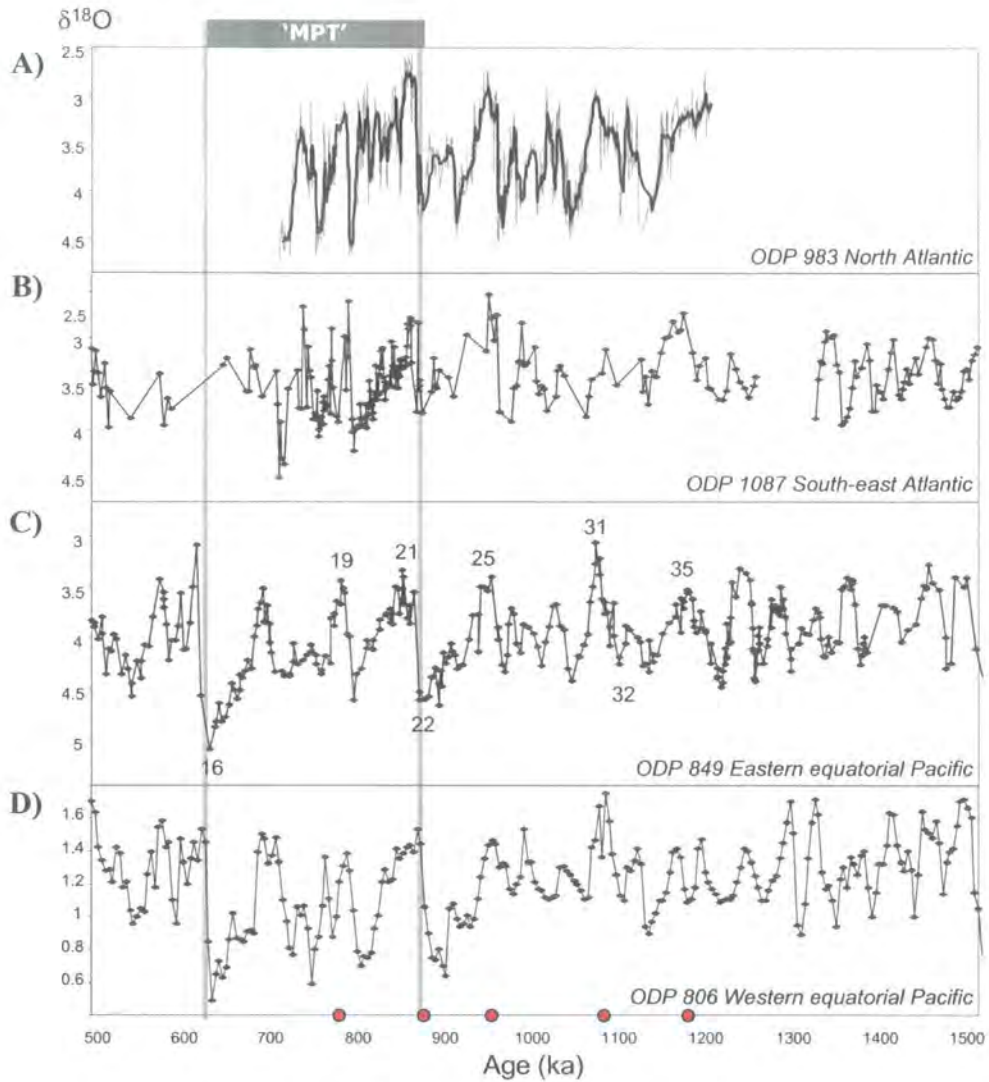 δ18O
'MPT'
A)
2.5
3
3.5
4
4.5
ODP 983 North Atlantic
B)
2.5
3
3.5
4
4.5
ODP 1087 South-east Atlantic
C)
3
3.5
4
4.5
5
16
19
21
22
25
31
32
35
ODP 849 Eastern equatorial Pacific
D)
1.6
1.4
1.2
1
0.8
0.6
ODP 806 Western equatorial Pacific
500 600 700 800 900 1000 1100 1200 1300 1400 1500
Age (ka)